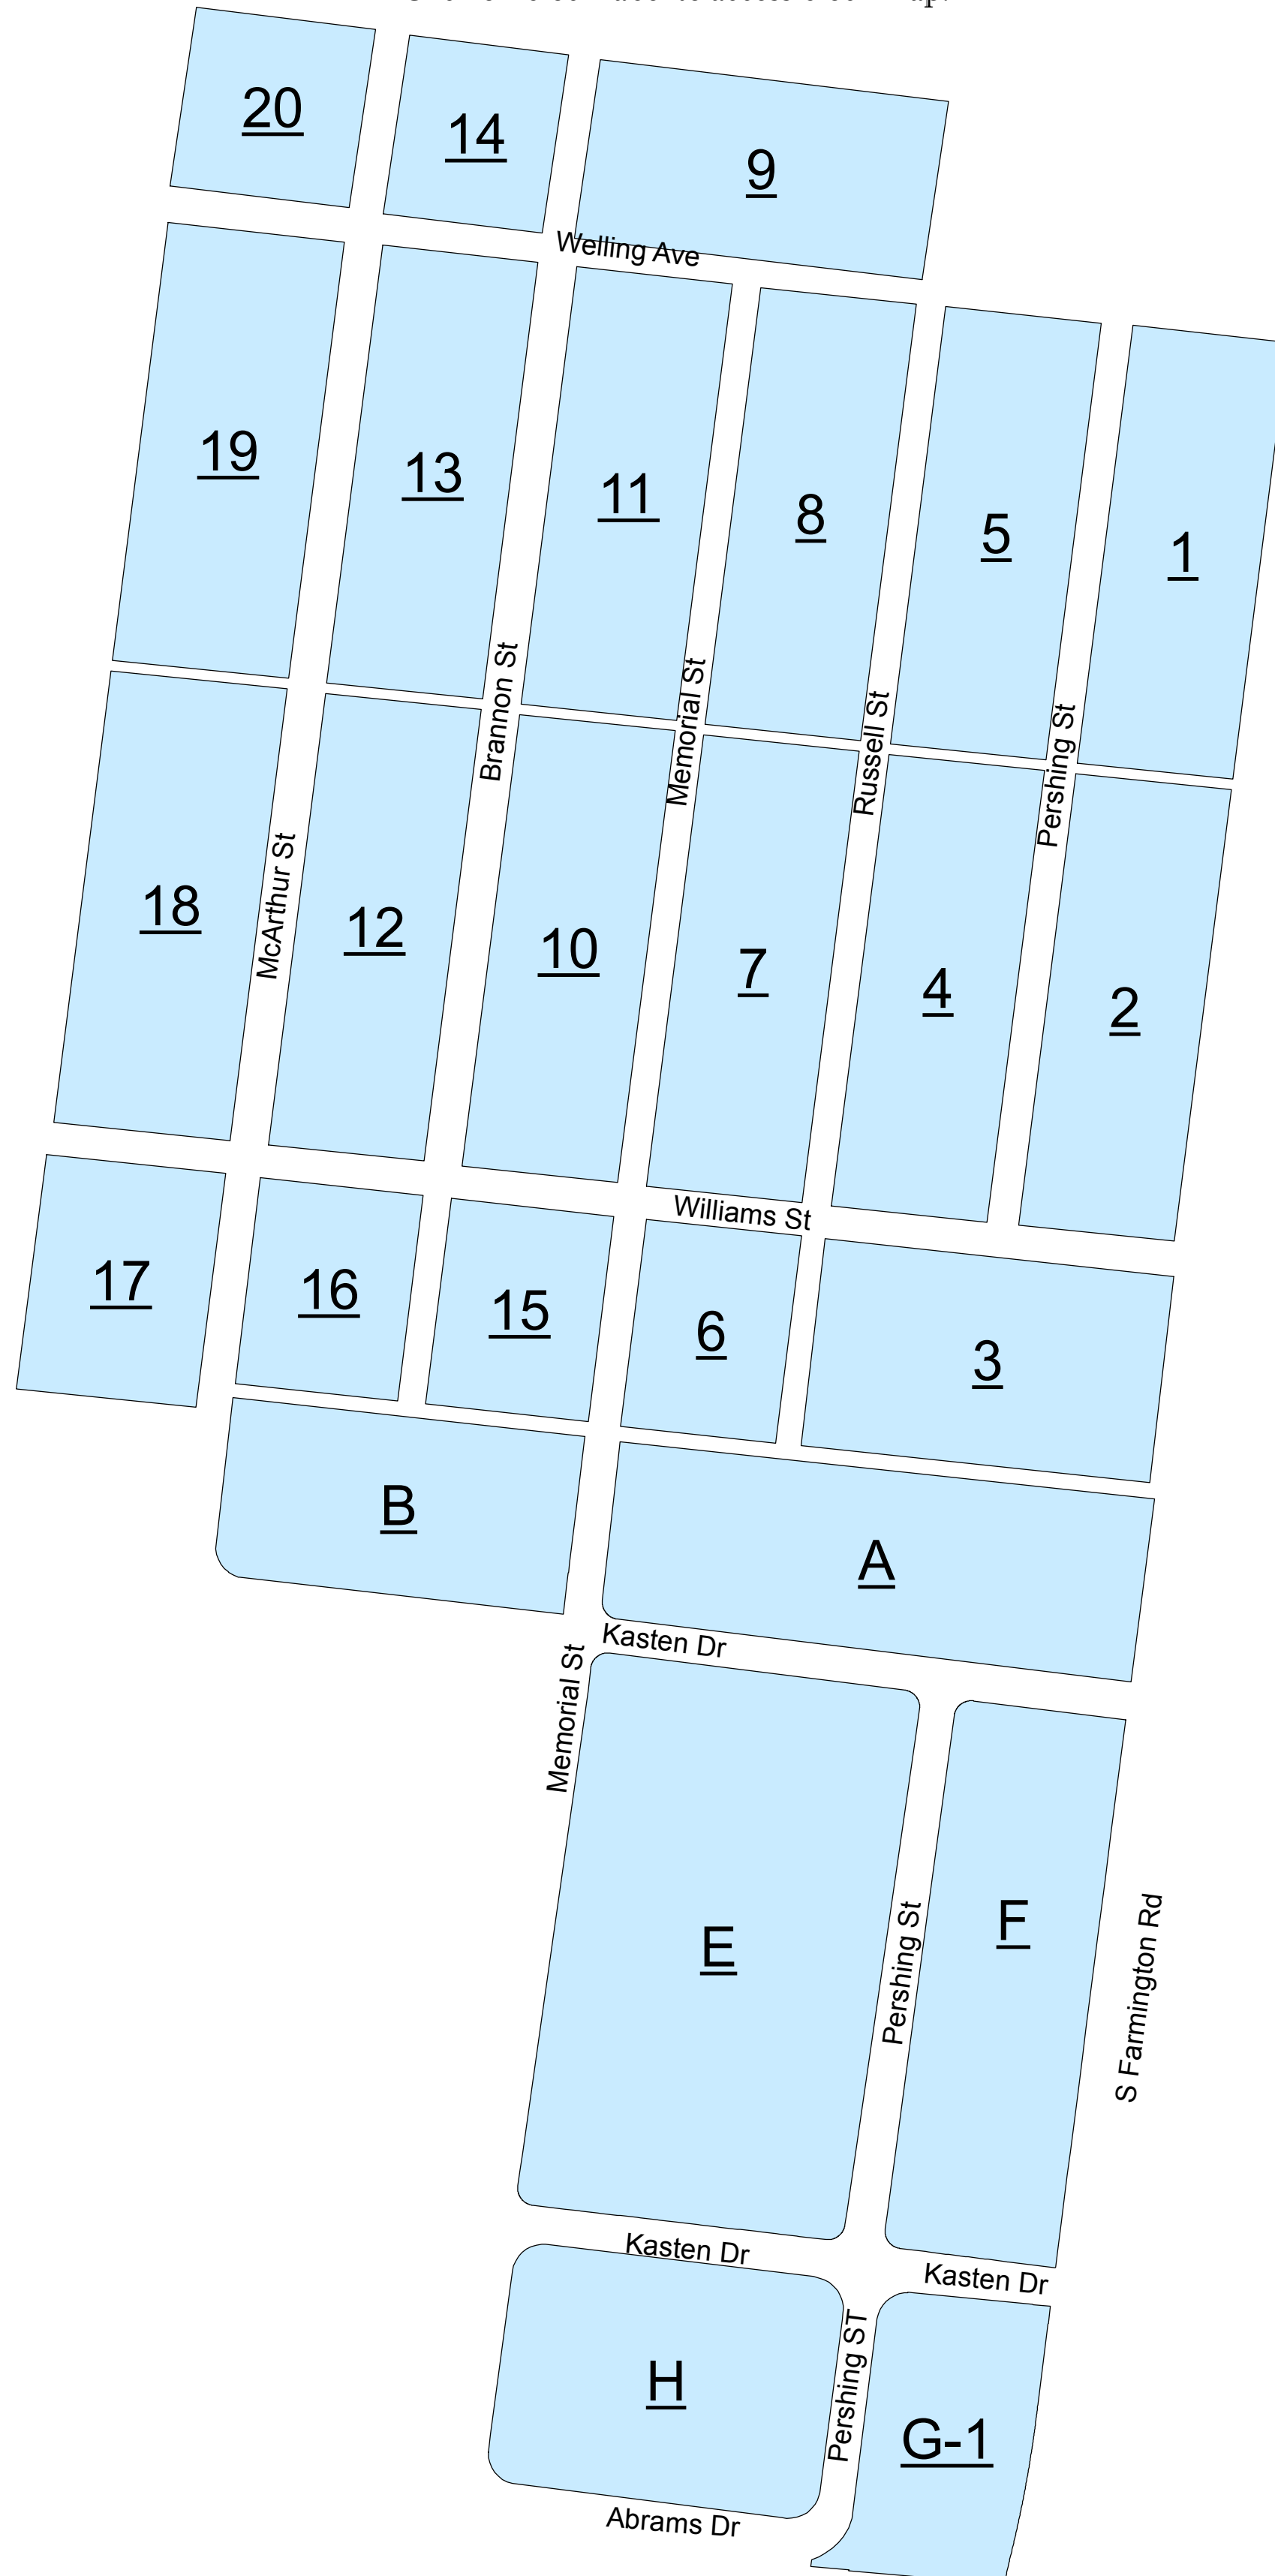 20
14
9
Welling Ave
19
13
11
8
5
1
Brannon St
Memorial St
Russell St
Pershing St
McArthur St
18
12
10
7
4
2
Williams St
17
16
15
6
3
B
A
Kasten Dr
Memorial St
E
F
Pershing St
S Farmington Rd
Kasten Dr
Kasten Dr
Pershing ST
H
G-1
Abrams Dr